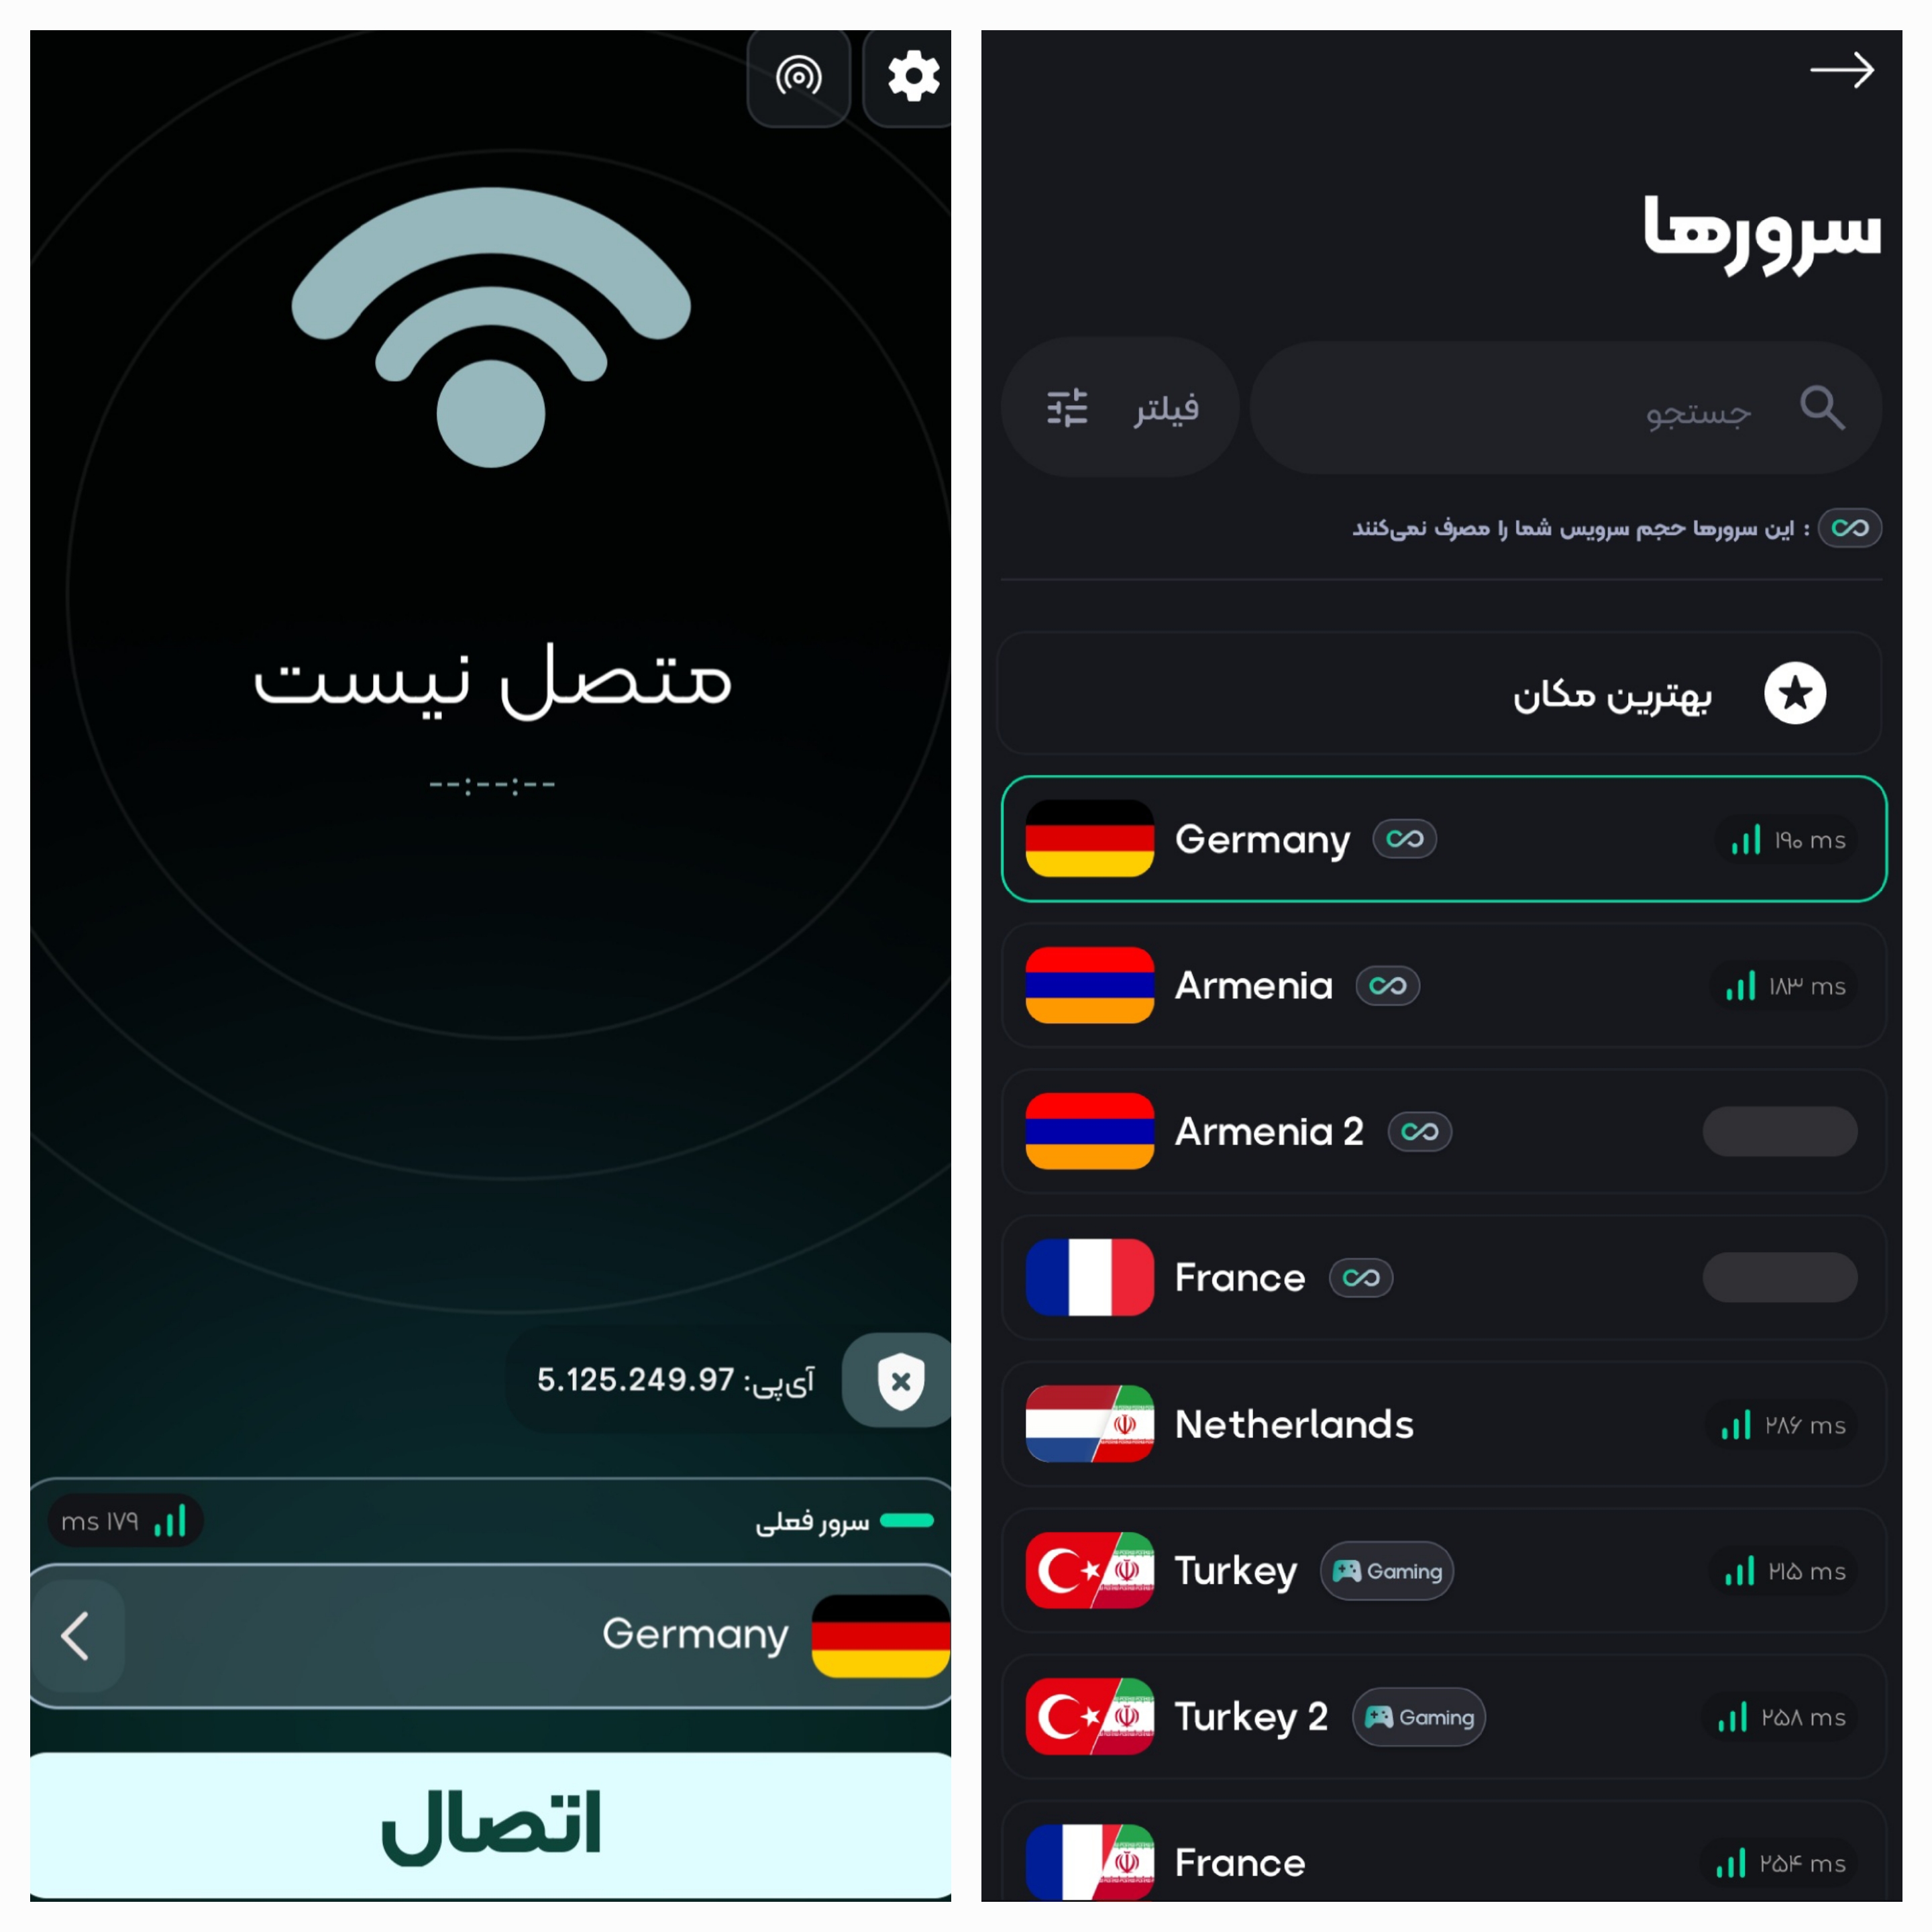 متصل نیست
--:--:--
آی‌پی: 5.125.249.97
سرور فعلی
۱۷۹ ms
Germany
اتصال
سرورها
جستجو
فیلتر
: این سرورها حجم سرویس شما را مصرف نمی‌کنند
بهترین مکان
Germany ۱۹۰ ms
Armenia ۱۸۳ ms
Armenia 2
France
Netherlands ۲۸۶ ms
Turkey Gaming ۲۱۵ ms
Turkey 2 Gaming ۲۵۸ ms
France ۲۵۴ ms